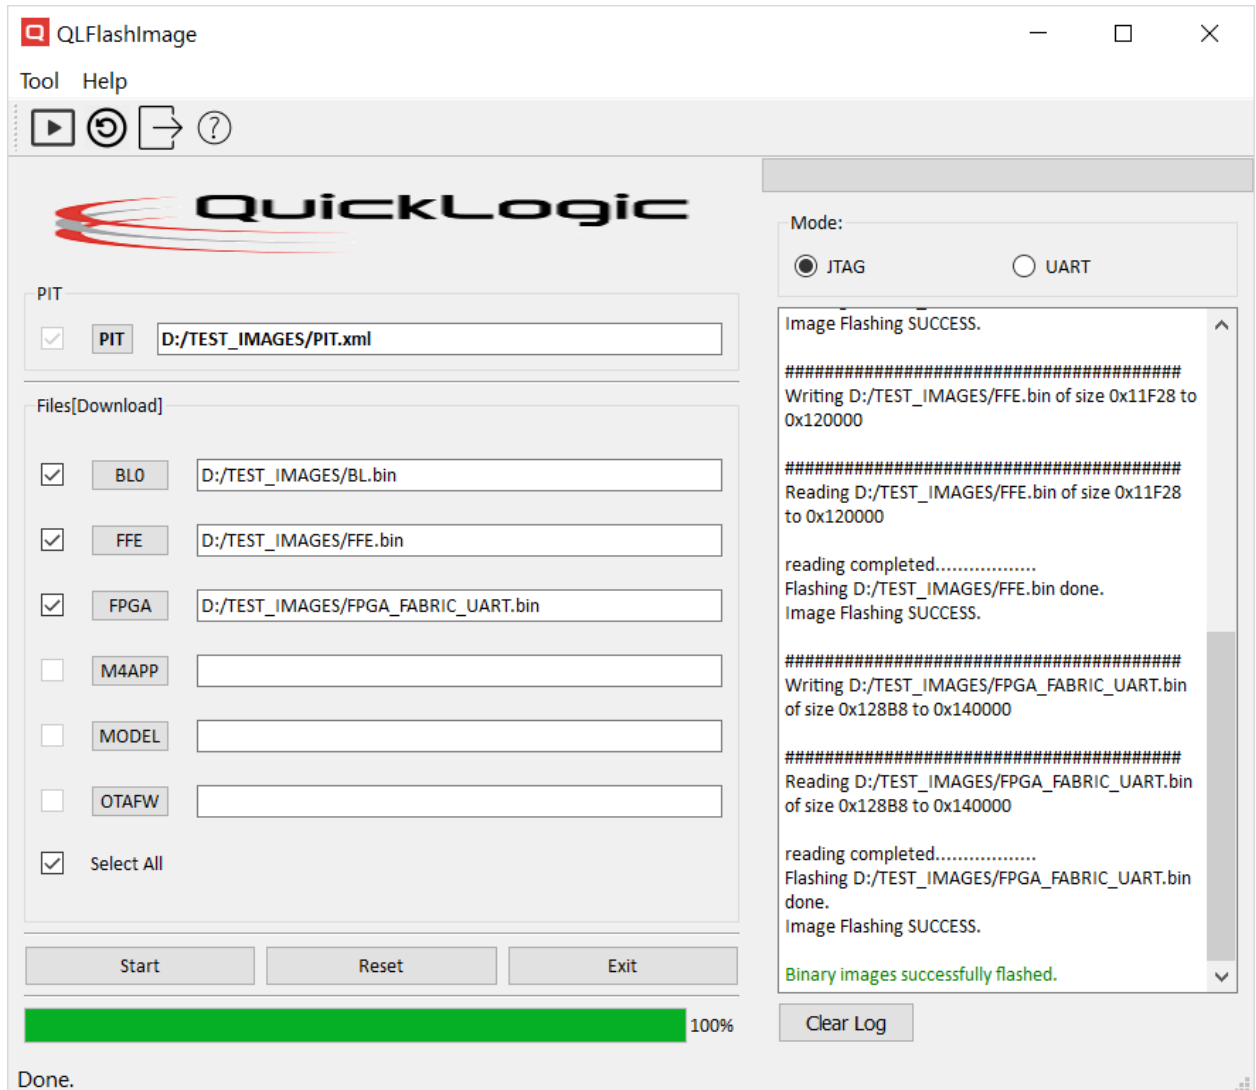 QLFlashImage
Tool Help
QuickLogic
PIT
PIT D:/TEST_IMAGES/PIT.xml
Files[Download]
BL0 D:/TEST_IMAGES/BL.bin
FFE D:/TEST_IMAGES/FFE.bin
FPGA D:/TEST_IMAGES/FPGA_FABRIC_UART.bin
M4APP
MODEL
OTAFW
Select All
Start Reset Exit
100%
Done.
Mode:
JTAG UART
Image Flashing SUCCESS.
########################################
Writing D:/TEST_IMAGES/FFE.bin of size 0x11F28 to
0x120000
########################################
Reading D:/TEST_IMAGES/FFE.bin of size 0x11F28
to 0x120000
reading completed...................
Flashing D:/TEST_IMAGES/FFE.bin done.
Image Flashing SUCCESS.
########################################
Writing D:/TEST_IMAGES/FPGA_FABRIC_UART.bin
of size 0x128B8 to 0x140000
########################################
Reading D:/TEST_IMAGES/FPGA_FABRIC_UART.bin
of size 0x128B8 to 0x140000
reading completed...................
Flashing D:/TEST_IMAGES/FPGA_FABRIC_UART.bin
done.
Image Flashing SUCCESS.
Binary images successfully flashed.
Clear Log